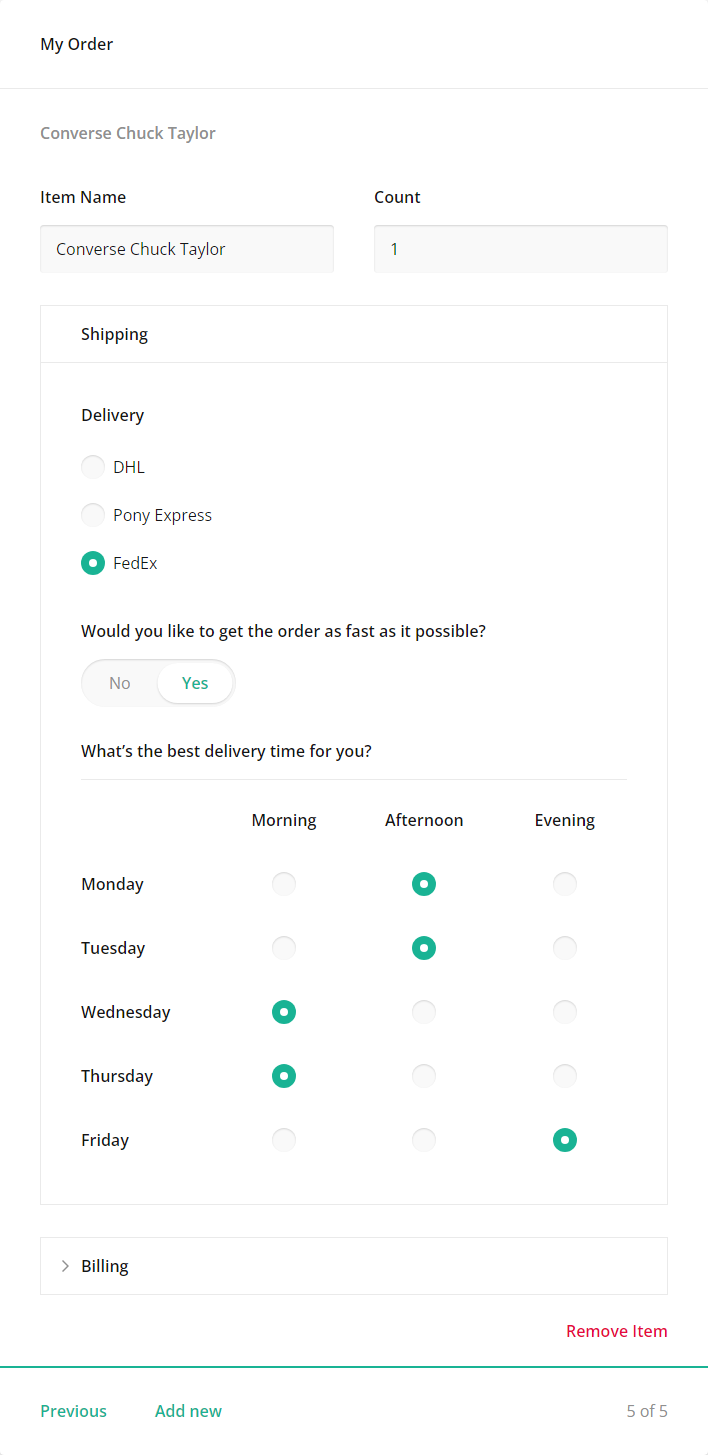 My Order
Converse Chuck Taylor
Item Name Count
Converse Chuck Taylor 1
Shipping
Delivery
DHL
Pony Express
FedEx
Would you like to get the order as fast as it possible?
No Yes
What’s the best delivery time for you?
Morning Afternoon Evening
Monday
Tuesday
Wednesday
Thursday
Friday
Billing
Remove Item
Previous Add new 5 of 5